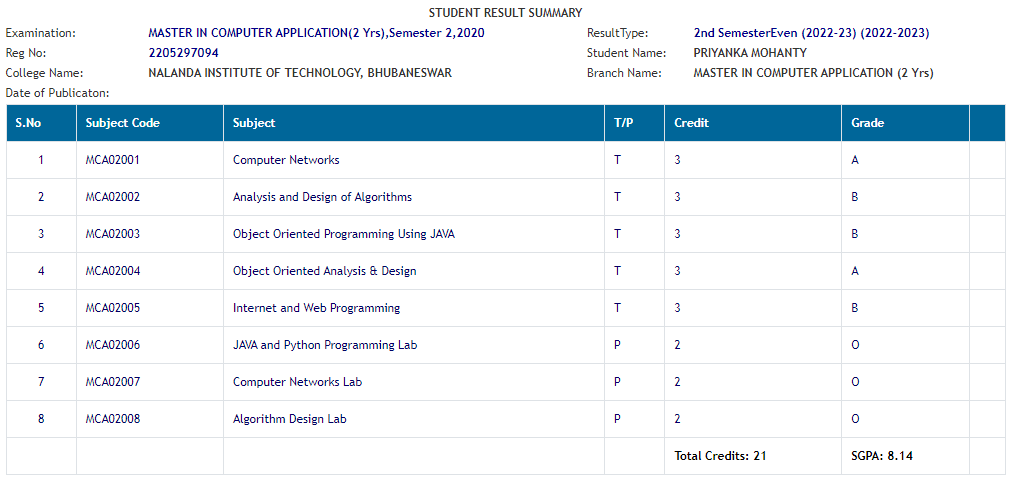 STUDENT RESULT SUMMARY
Examination: MASTER IN COMPUTER APPLICATION(2 Yrs),Semester 2,2020 ResultType: 2nd SemesterEven (2022-23) (2022-2023)
Reg No: 2205297094 Student Name: PRIYANKA MOHANTY
College Name: NALANDA INSTITUTE OF TECHNOLOGY, BHUBANESWAR Branch Name: MASTER IN COMPUTER APPLICATION (2 Yrs)
Date of Publicaton:
S.No Subject Code Subject T/P Credit Grade
1 MCA02001 Computer Networks T 3 A
2 MCA02002 Analysis and Design of Algorithms T 3 B
3 MCA02003 Object Oriented Programming Using JAVA T 3 B
4 MCA02004 Object Oriented Analysis & Design T 3 A
5 MCA02005 Internet and Web Programming T 3 B
6 MCA02006 JAVA and Python Programming Lab P 2 O
7 MCA02007 Computer Networks Lab P 2 O
8 MCA02008 Algorithm Design Lab P 2 O
Total Credits: 21 SGPA: 8.14